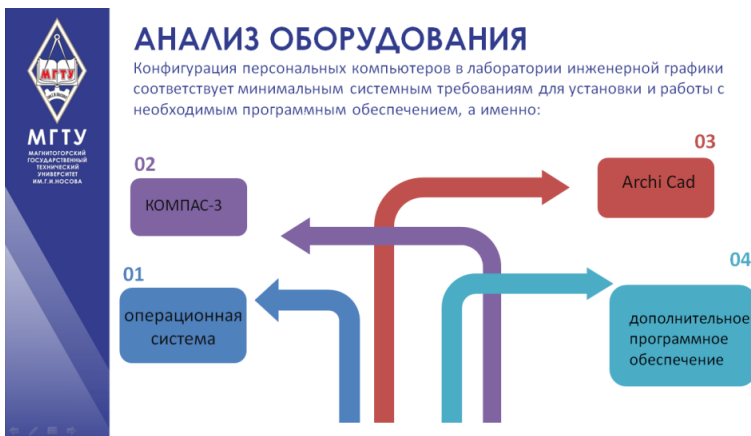 МГТУ
МГТУ
МАГНИТОГОРСКИЙ
ГОСУДАРСТВЕННЫЙ
ТЕХНИЧЕСКИЙ
УНИВЕРСИТЕТ
ИМ.Г.И.НОСОВА
АНАЛИЗ ОБОРУДОВАНИЯ
Конфигурация персональных компьютеров в лаборатории инженерной графики
соответствует минимальным системным требованиям для установки и работы с
необходимым программным обеспечением, а именно:
02
КОМПАС-3
01
операционная
система
03
Archi Cad
04
дополнительное
программное
обеспечение